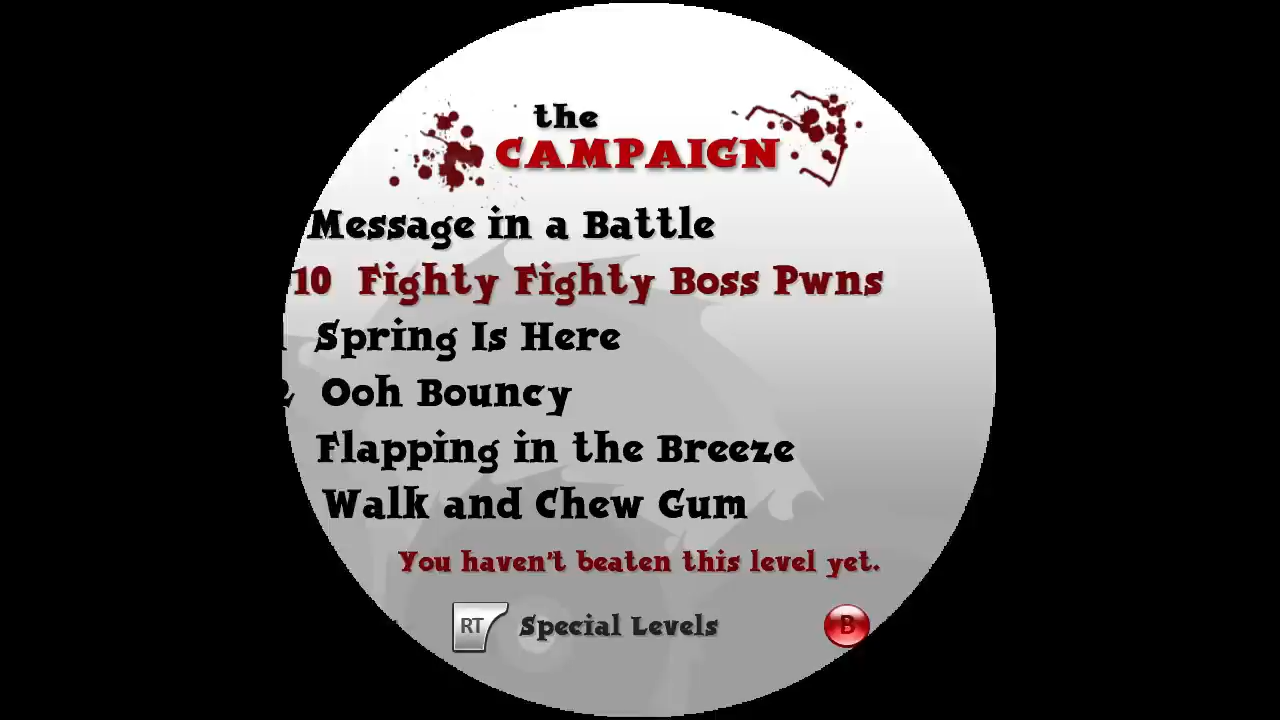 the
CAMPAIGN
Message in a Battle
10 Fighty Fighty Boss Pwns
Spring Is Here
2 Ooh Bouncy
Flapping in the Breeze
Walk and Chew Gum
You haven't beaten this level yet.
RT Special Levels B